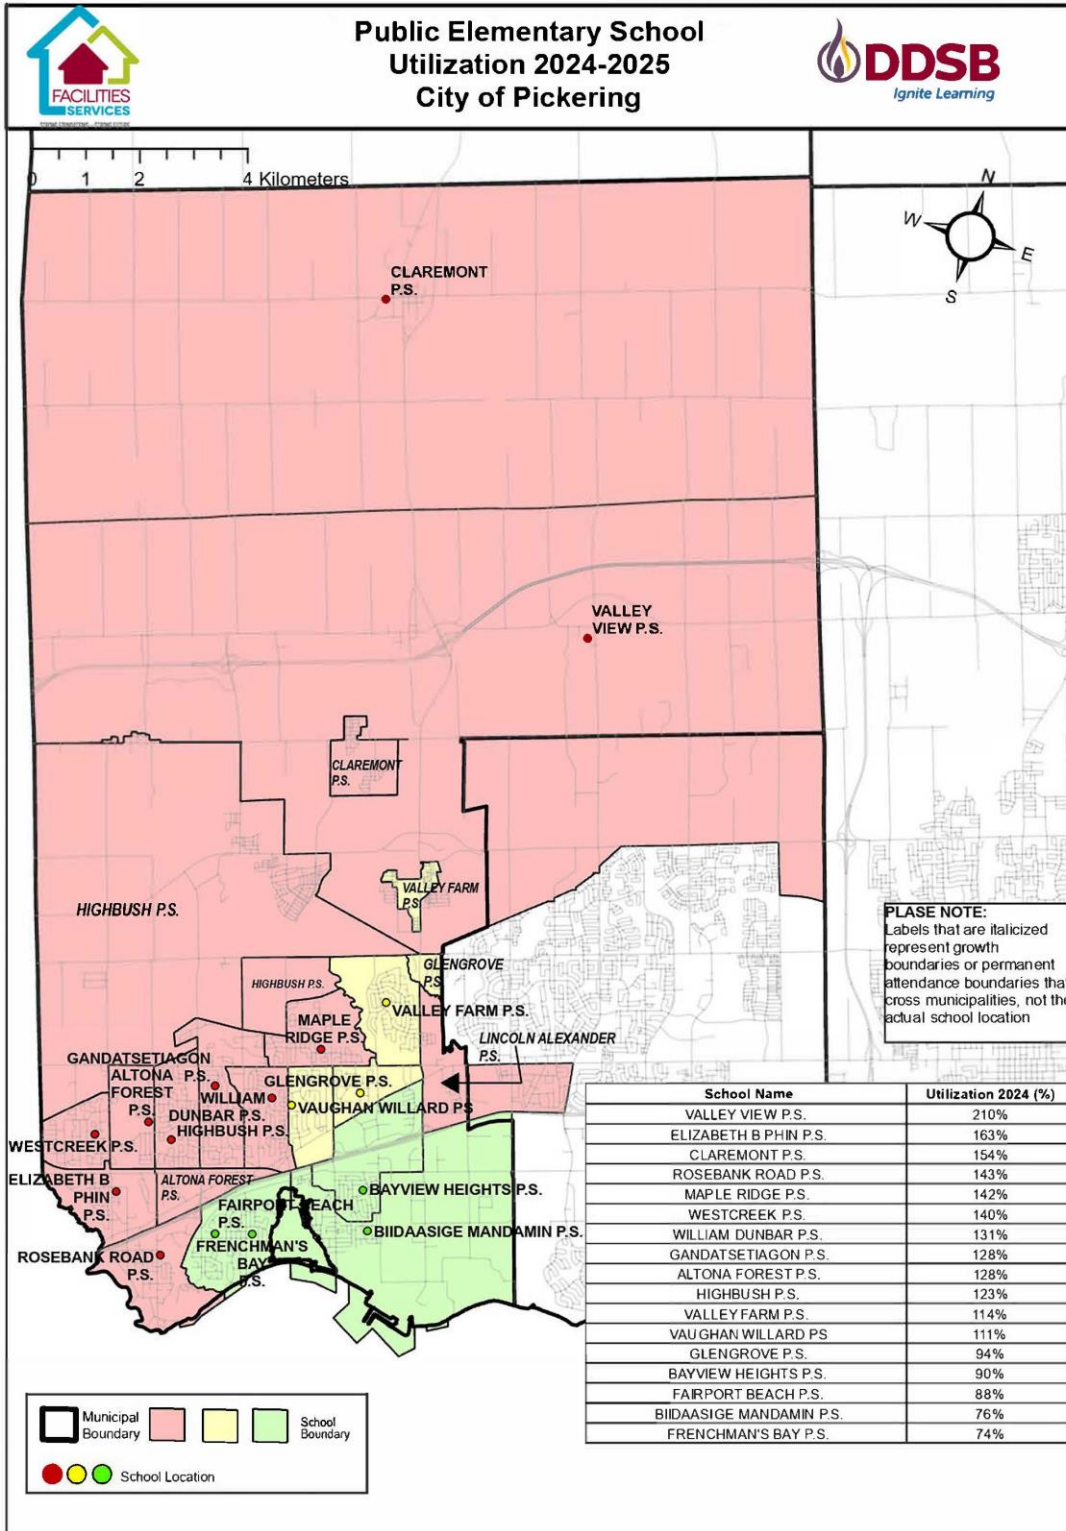 Public Elementary School
Utilization 2024-2025
City of Pickering
FACILITIES
SERVICES
DDSB
Ignite Learning
0 1 2 4 Kilometers
N
W
E
S
CLAREMONT
P.S.
VALLEY
VIEW P.S.
CLAREMONT
P.S.
VALLEY FARM
P.S.
HIGHBUSH P.S.
PLASE NOTE:
Labels that are italicized
represent growth
boundaries or permanent
attendance boundaries tha
cross municipalities, not the
actual school location
GLENGROVE
P.S.
HIGHBUSH P.S.
VALLEY FARM P.S.
MAPLE
RIDGE P.S.
LINCOLN ALEXANDER
P.S.
GANDATSETIAGON
P.S.
ALTONA
FOREST
P.S.
GLENGROVE P.S.
WILLIAM
DUNBAR P.S.
VAUGHAN WILLARD PS
HIGHBUSH P.S.
WESTCREEK P.S.
ELIZABETH B
PHIN
P.S.
ALTONA FOREST
P.S.
BAYVIEW HEIGHTS P.S.
FAIRPORT BEACH
P.S.
BIIDAASIGE MANDAMIN P.S.
FRENCHMAN'S
BAY
P.S.
ROSEBANK ROAD
P.S.
School Name Utilization 2024 (%)
VALLEY VIEW P.S. 210%
ELIZABETH B PHIN P.S. 163%
CLAREMONT P.S. 154%
ROSEBANK ROAD P.S. 143%
MAPLE RIDGE P.S. 142%
WESTCREEK P.S. 140%
WILLIAM DUNBAR P.S. 131%
GANDATSETIAGON P.S. 128%
ALTONA FOREST P.S. 128%
HIGHBUSH P.S. 123%
VALLEY FARM P.S. 114%
VAUGHAN WILLARD PS 111%
GLENGROVE P.S. 94%
BAYVIEW HEIGHTS P.S. 90%
FAIRPORT BEACH P.S. 88%
BIIDAASIGE MANDAMIN P.S. 76%
FRENCHMAN'S BAY P.S. 74%
Municipal
Boundary
School
Boundary
School Location